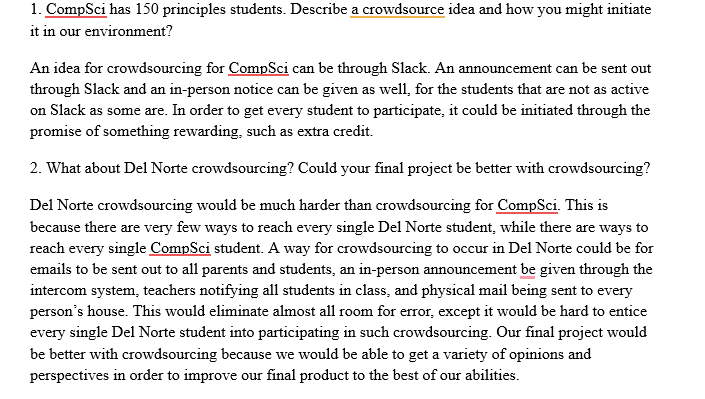 1. CompSci has 150 principles students. Describe a crowdsource idea and how you might initiate
it in our environment?
An idea for crowdsourcing for CompSci can be through Slack. An announcement can be sent out
through Slack and an in-person notice can be given as well, for the students that are not as active
on Slack as some are. In order to get every student to participate, it could be initiated through the
promise of something rewarding, such as extra credit.
2. What about Del Norte crowdsourcing? Could your final project be better with crowdsourcing?
Del Norte crowdsourcing would be much harder than crowdsourcing for CompSci. This is
because there are very few ways to reach every single Del Norte student, while there are ways to
reach every single CompSci student. A way for crowdsourcing to occur in Del Norte could be for
emails to be sent out to all parents and students, an in-person announcement be given through the
intercom system, teachers notifying all students in class, and physical mail being sent to every
person's house. This would eliminate almost all room for error, except it would be hard to entice
every single Del Norte student into participating in such crowdsourcing. Our final project would
be better with crowdsourcing because we would be able to get a variety of opinions and
perspectives in order to improve our final product to the best of our abilities.